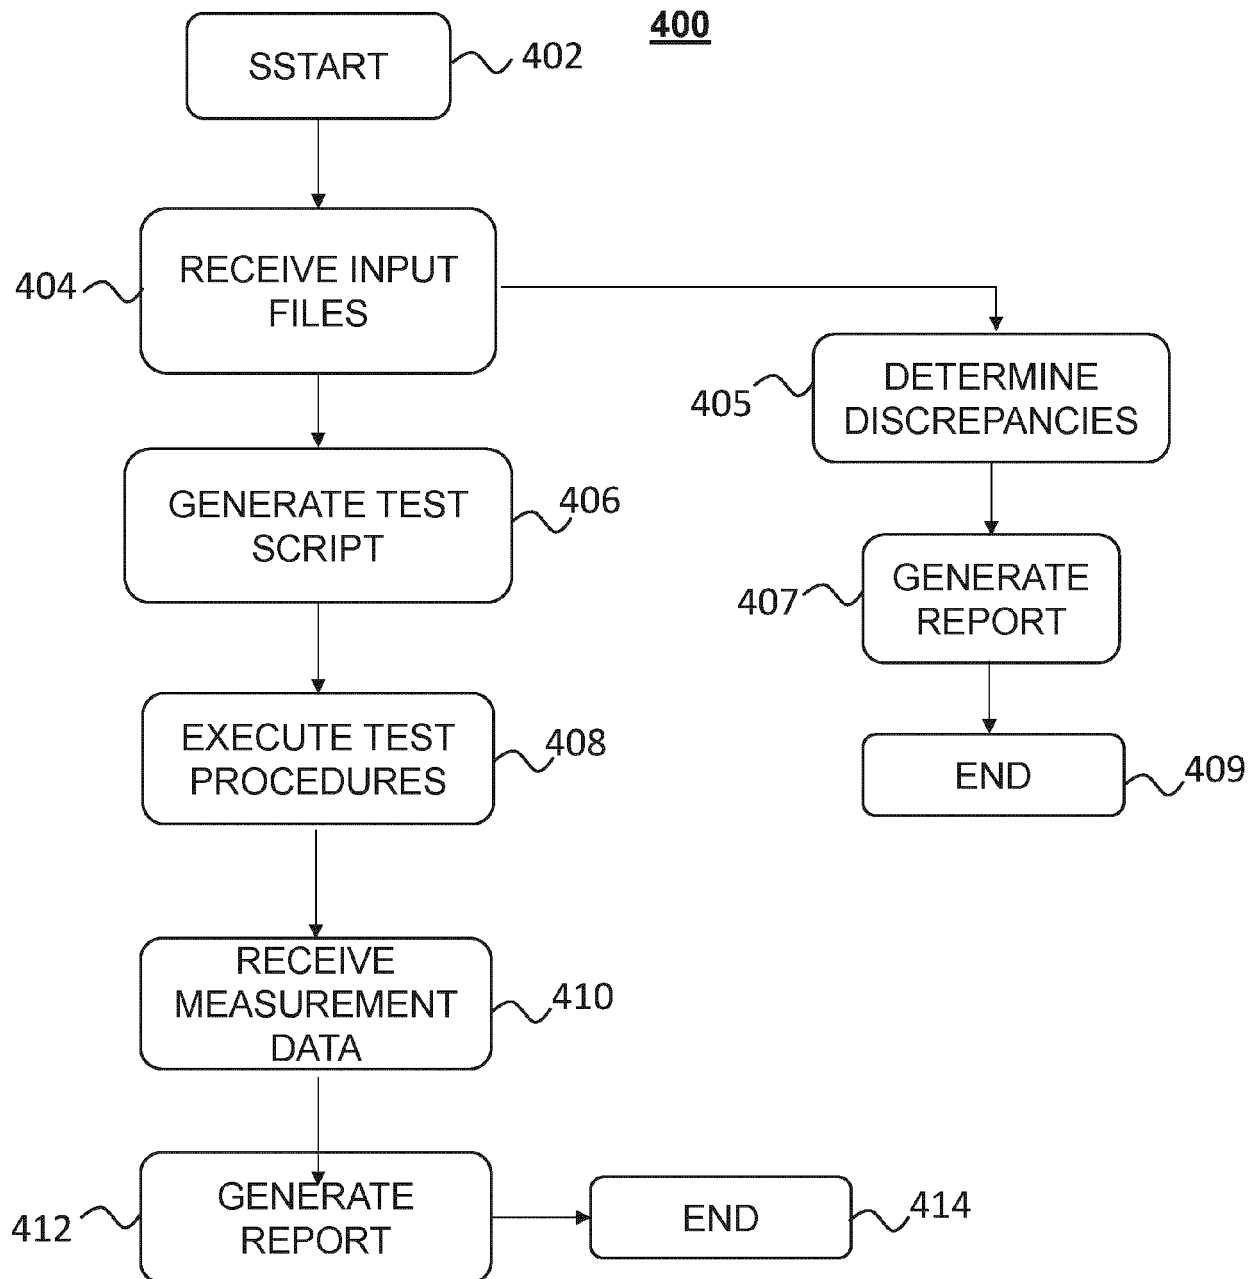 400
SSTART
402
RECEIVE INPUT
FILES
404
DETERMINE
DISCREPANCIES
405
GENERATE TEST
SCRIPT
406
GENERATE
REPORT
407
EXECUTE TEST
PROCEDURES
408
END
409
RECEIVE
MEASUREMENT
DATA
410
GENERATE
REPORT
412
END
414